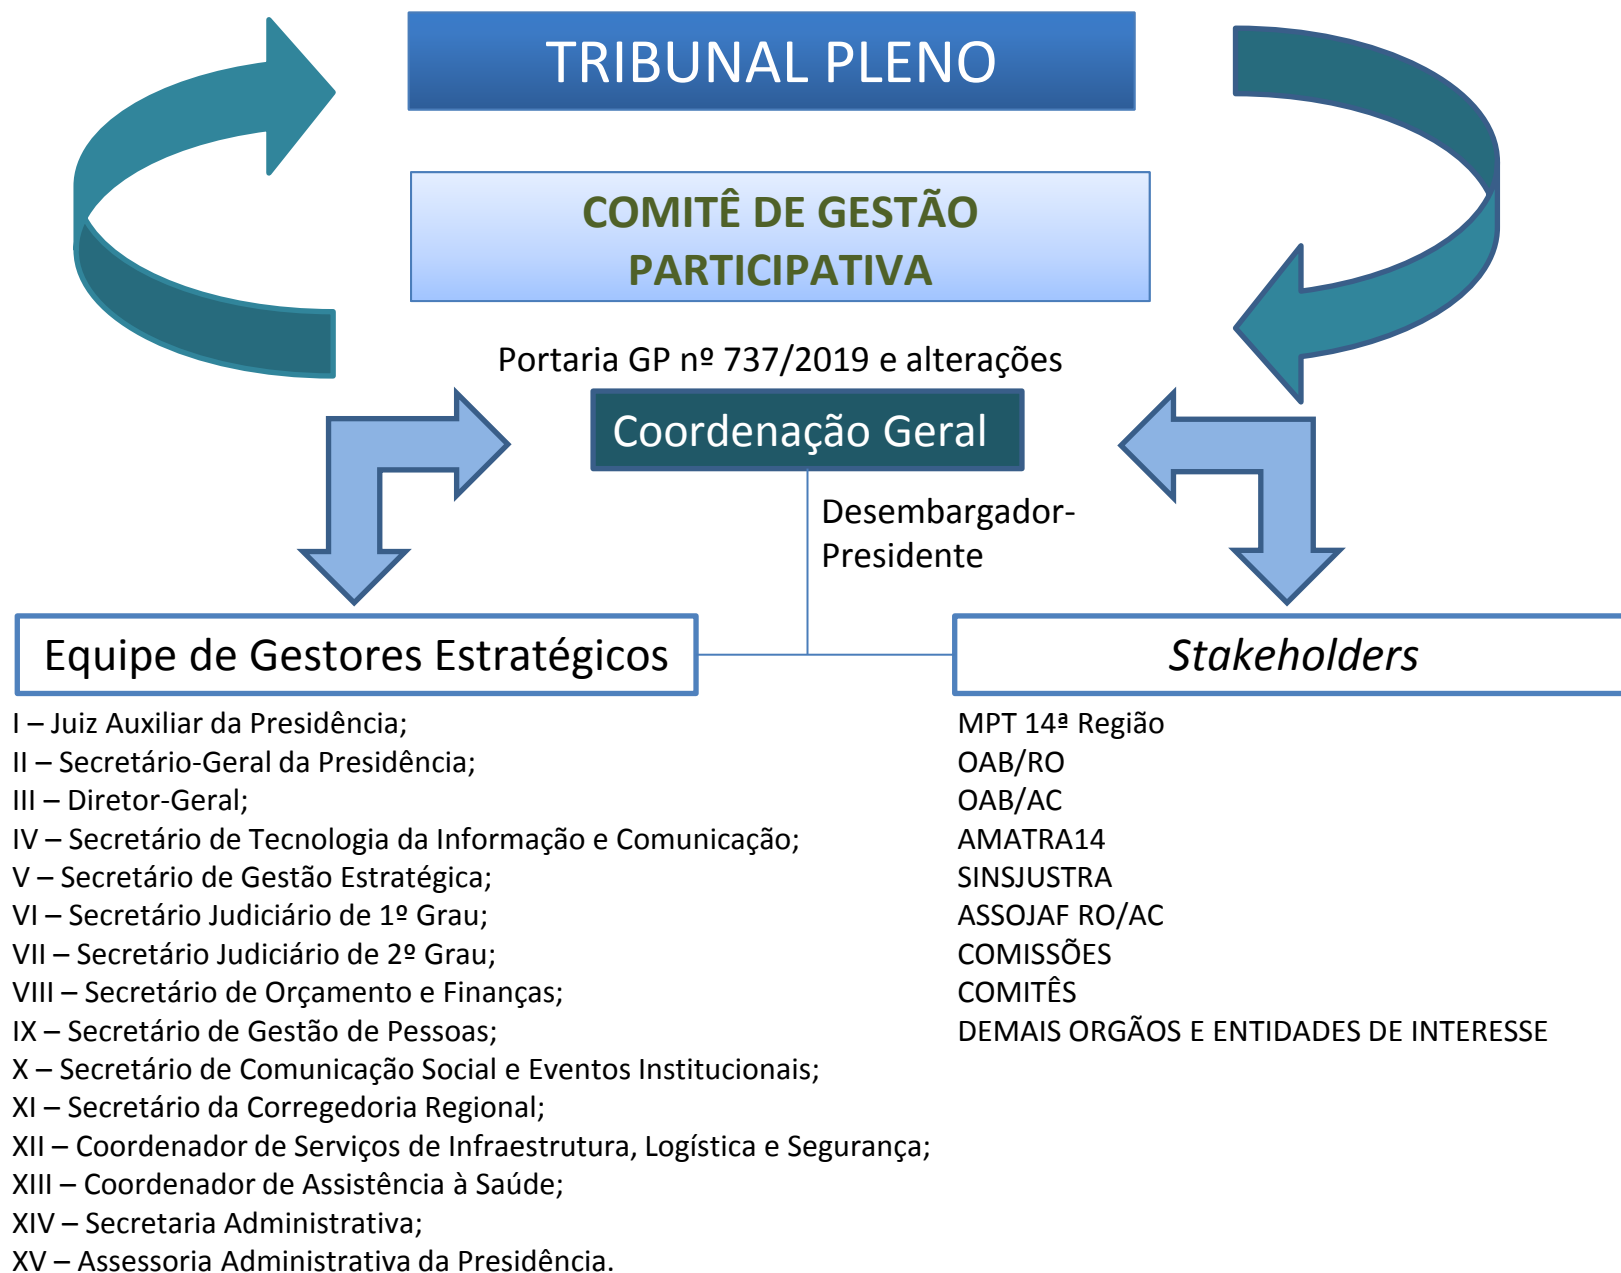 TRIBUNAL PLENO
COMITÊ DE GESTÃO
PARTICIPATIVA
Portaria GP nº 737/2019 e alterações
Coordenação Geral
Desembargador-
Presidente
Equipe de Gestores Estratégicos
I – Juiz Auxiliar da Presidência;
II – Secretário-Geral da Presidência;
III – Diretor-Geral;
IV – Secretário de Tecnologia da Informação e Comunicação;
V – Secretário de Gestão Estratégica;
VI – Secretário Judiciário de 1º Grau;
VII – Secretário Judiciário de 2º Grau;
VIII – Secretário de Orçamento e Finanças;
IX – Secretário de Gestão de Pessoas;
X – Secretário de Comunicação Social e Eventos Institucionais;
XI – Secretário da Corregedoria Regional;
XII – Coordenador de Serviços de Infraestrutura, Logística e Segurança;
XIII – Coordenador de Assistência à Saúde;
XIV – Secretaria Administrativa;
XV – Assessoria Administrativa da Presidência.
Stakeholders
MPT 14ª Região
OAB/RO
OAB/AC
AMATRA14
SINSJUSTRA
ASSOJAF RO/AC
COMISSÕES
COMITÊS
DEMAIS ORGÃOS E ENTIDADES DE INTERESSE